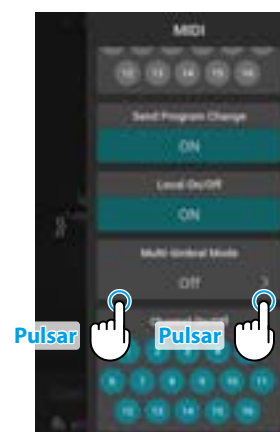 MIDI
12 13 14 15 16
Send Program Change
ON
Local On/Off
ON
Multi-timbral Mode
Off
Pulsar Pulsar
6 7 8 9 10 11
12 13 14 15 16